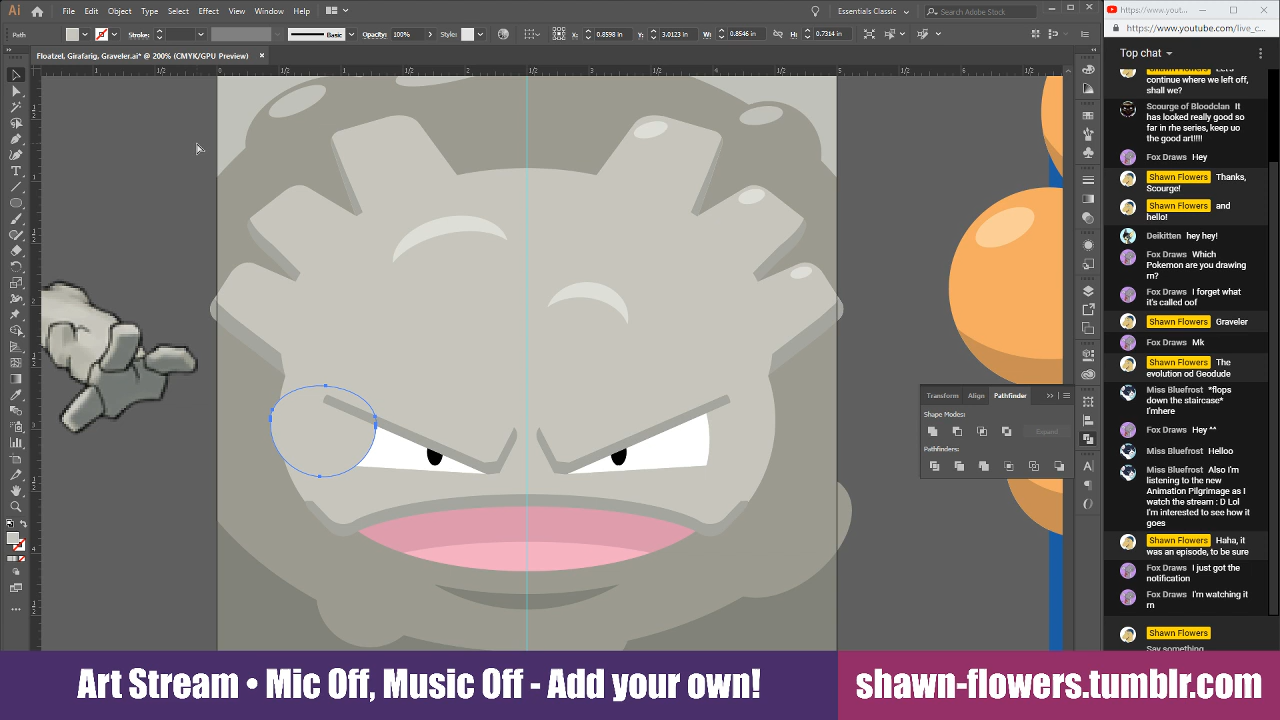 Ai File Edit Object Type Select Effect View Window Help Essentials Classic Search Adobe Stock
https://www.yout...
https://www.youtube.com/live_c...
Path Stroke: Basic Opacity: 100% Style: X: 0.8598 in Y: 3.0123 in W: 0.8546 in H: 0.7314 in
Floatzel, Girafarig, Graveler.ai* @ 200% (CMYK/GPU Preview)
Top chat
Shawn Flowers Let's
continue where we left off,
shall we?
Scourge of Bloodclan It
has looked really good so
far in rhe series, keep uo
the good art!!!!
Fox Draws Hey
Shawn Flowers Thanks,
Scourge!
Shawn Flowers and
hello!
Deikitten hey hey!
Fox Draws Which
Pokemon are you drawing
rn?
Fox Draws I forget what
it's called oof
Shawn Flowers Graveler
Fox Draws Mk
Shawn Flowers The
evolution od Geodude
Miss Bluefrost *flops
down the staircase*
I'mhere
Fox Draws Hey ^^
Miss Bluefrost Helloo
Miss Bluefrost Also I'm
listening to the new
Animation Pilgrimage as I
watch the stream : D Lol
I'm interested to see how it
goes
Shawn Flowers Haha, it
was an episode, to be sure
Fox Draws I just got the
notification
Fox Draws I'm watching it
rn
Shawn Flowers
Say something...
Transform Align Pathfinder
Shape Modes:
Expand
Pathfinders:
Art Stream • Mic Off, Music Off - Add your own!
shawn-flowers.tumblr.com